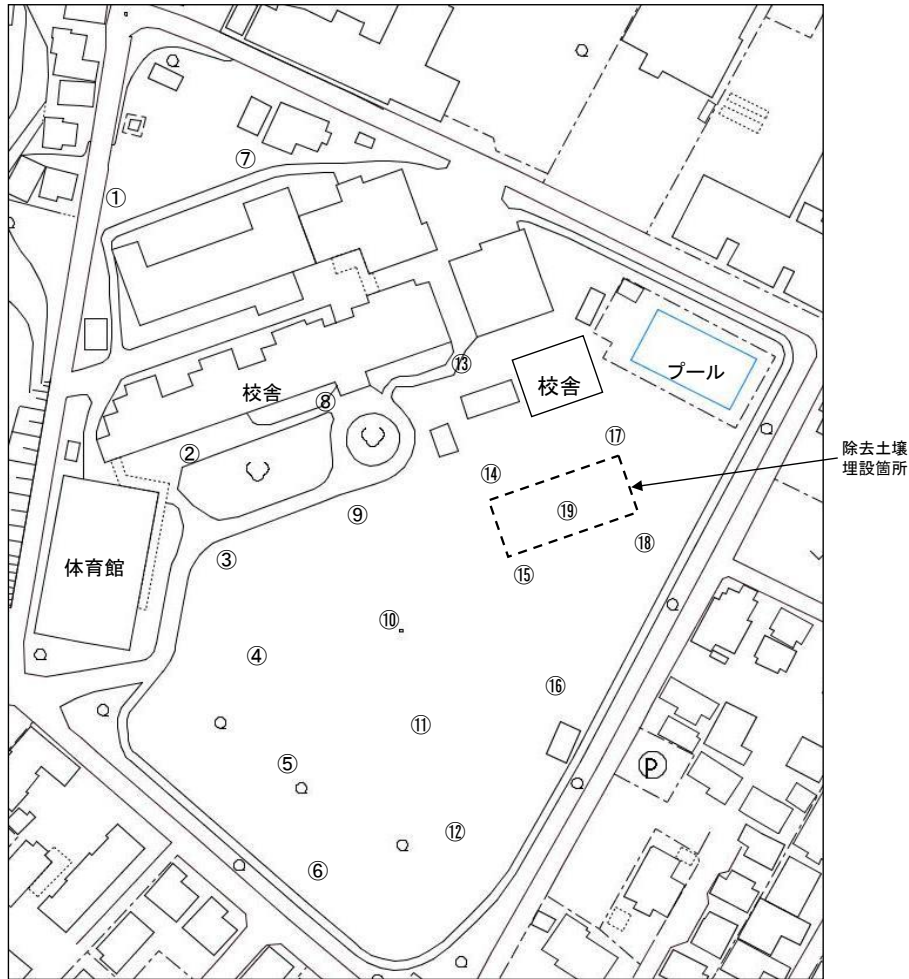 ⑦
①
⑬
校舎
プール
校舎
⑧
②
⑰
除去土壌
埋設箇所
⑭
⑲
⑨
⑱
③
体育館
⑮
⑩
④
⑯
⑪
⑤
P
⑫
⑥